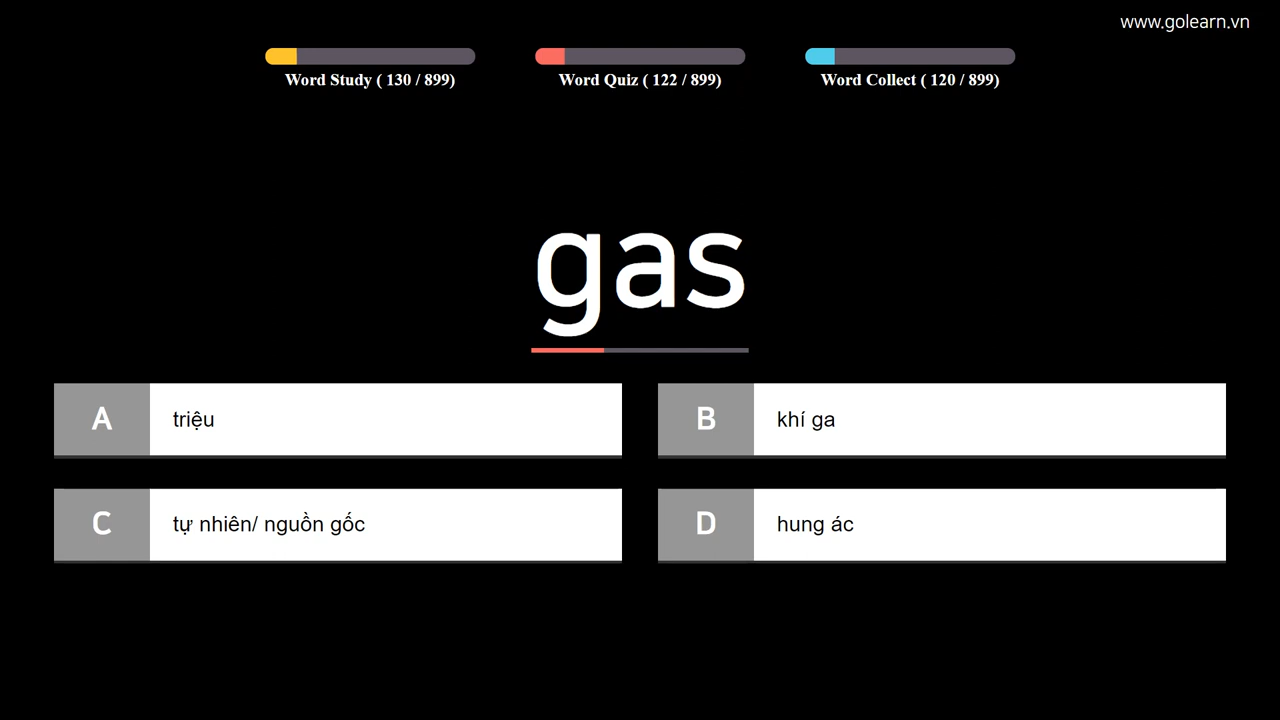 www.golearn.vn
Word Study ( 130 / 899)
Word Quiz ( 122 / 899)
Word Collect ( 120 / 899)
gas
A triệu
B khí ga
C tự nhiên/ nguồn gốc
D hung ác